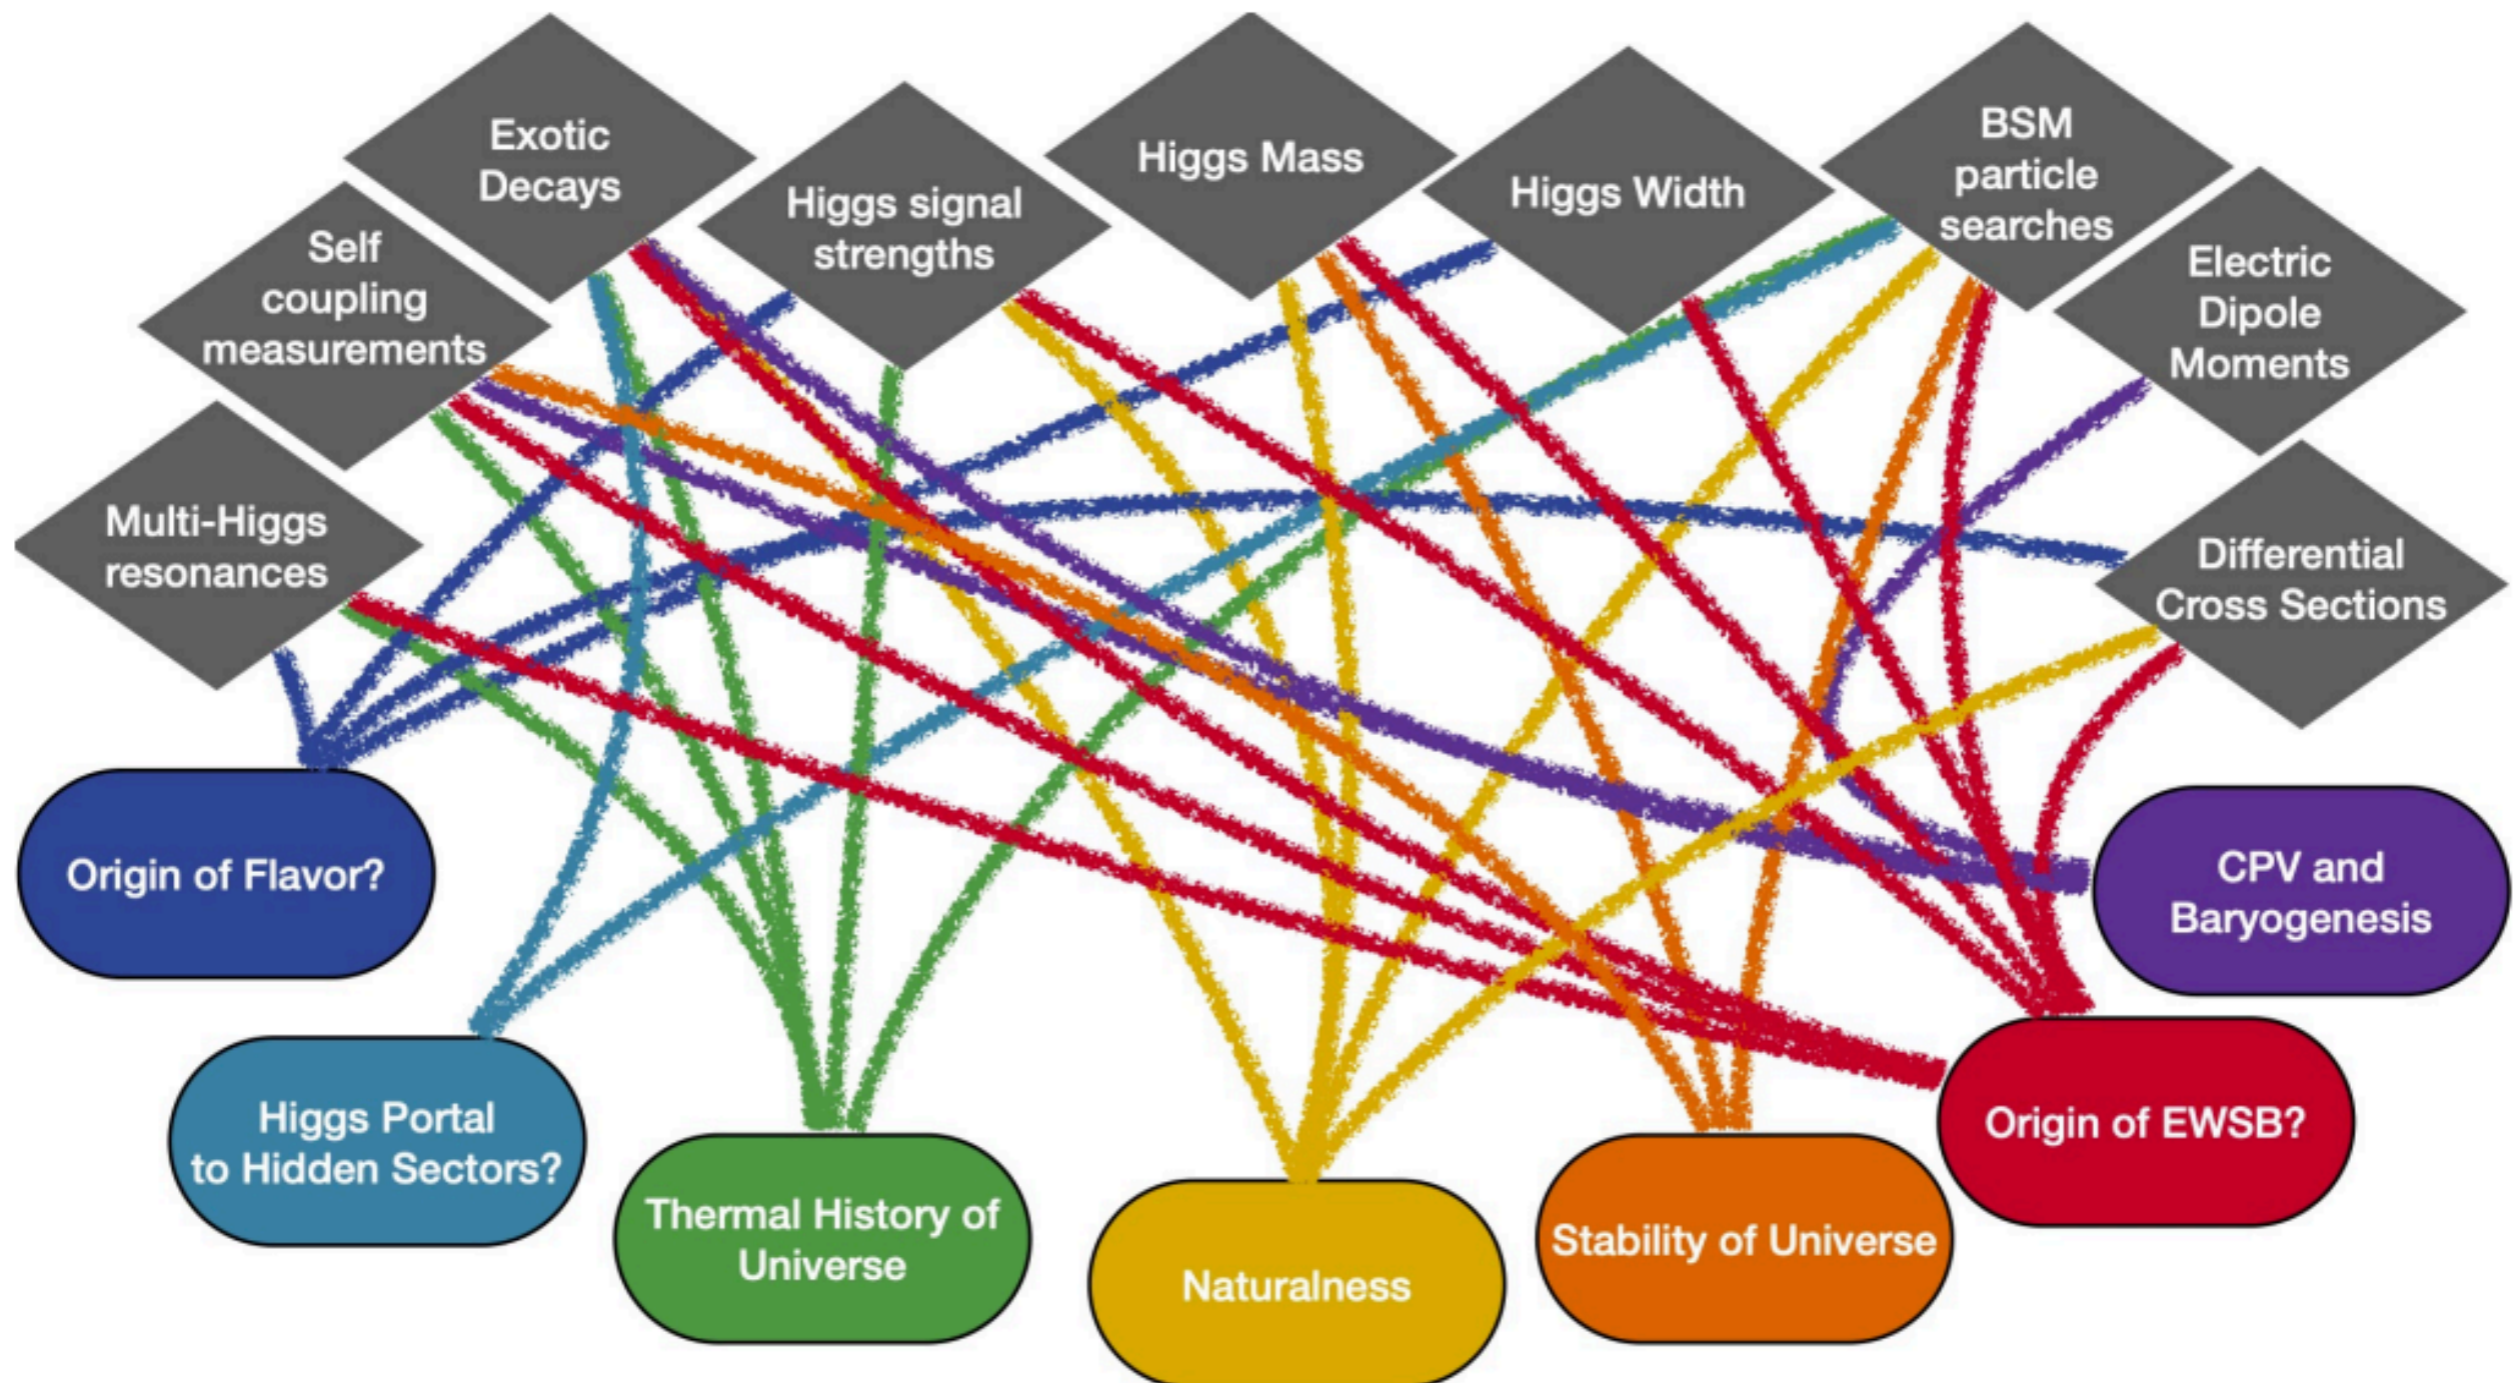 Exotic
Decays
Higgs signal
strengths
Higgs Mass
Higgs Width
BSM
particle
searches
Self
coupling
measurements
Electric
Dipole
Moments
Multi-Higgs
resonances
Differential
Cross Sections
Origin of Flavor?
CPV and
Baryogenesis
Higgs Portal
to Hidden Sectors?
Origin of EWSB?
Thermal History of
Universe
Naturalness
Stability of Universe